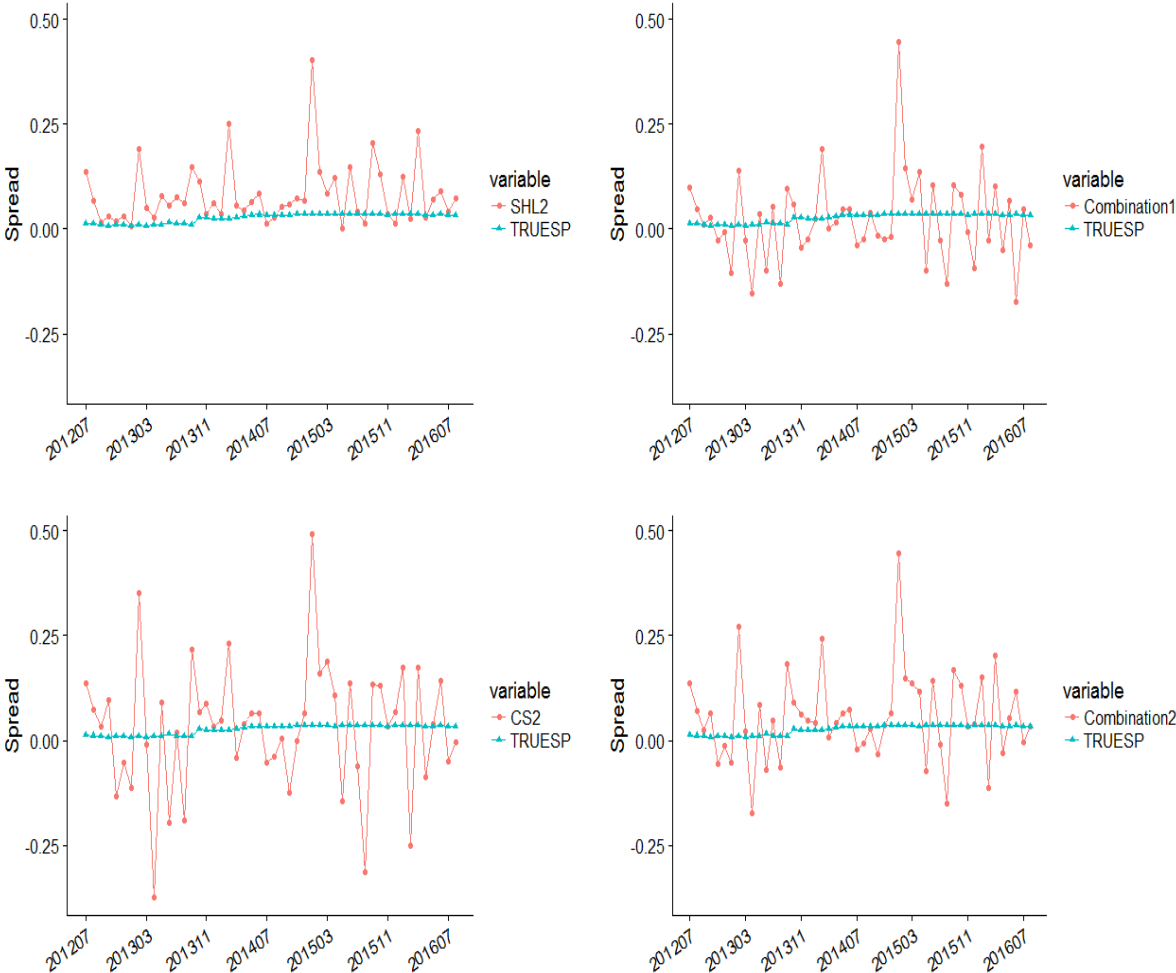 0.50
0.25
0.00
-0.25
Spread
201207
201303
201311
201407
201503
201511
201607
variable
SHL2
TRUESP
0.50
0.25
0.00
-0.25
Spread
201207
201303
201311
201407
201503
201511
201607
variable
Combination1
TRUESP
0.50
0.25
0.00
-0.25
Spread
201207
201303
201311
201407
201503
201511
201607
variable
CS2
TRUESP
0.50
0.25
0.00
-0.25
Spread
201207
201303
201311
201407
201503
201511
201607
variable
Combination2
TRUESP